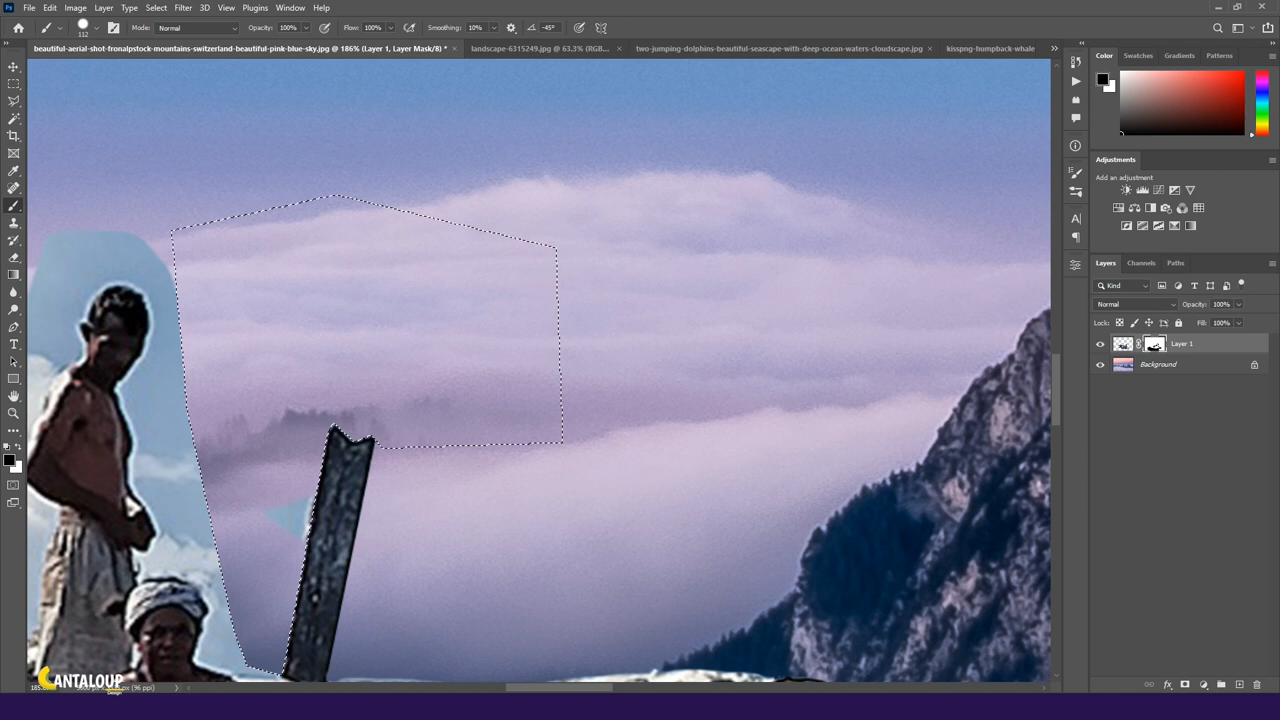 File Edit Image Layer Type Select Filter 3D View Plugins Window Help
112 Mode: Normal Opacity: 100% Flow: 100% Smoothing: 10% -45°
beautiful-aerial-shot-fronalpstock-mountains-switzerland-beautiful-pink-blue-sky.jpg @ 186% (Layer 1, Layer Mask/8) * × landscape-6315249.jpg @ 63.3% (RGB... × two-jumping-dolphins-beautiful-seascape-with-deep-ocean-waters-cloudscape.jpg × kisspng-humpback-whale
Color Swatches Gradients Patterns
Adjustments
Add an adjustment
Layers Channels Paths
Kind
Normal Opacity: 100%
Lock: Fill: 100%
Layer 1
Background
CANTALOUP
Design
(96 ppi)